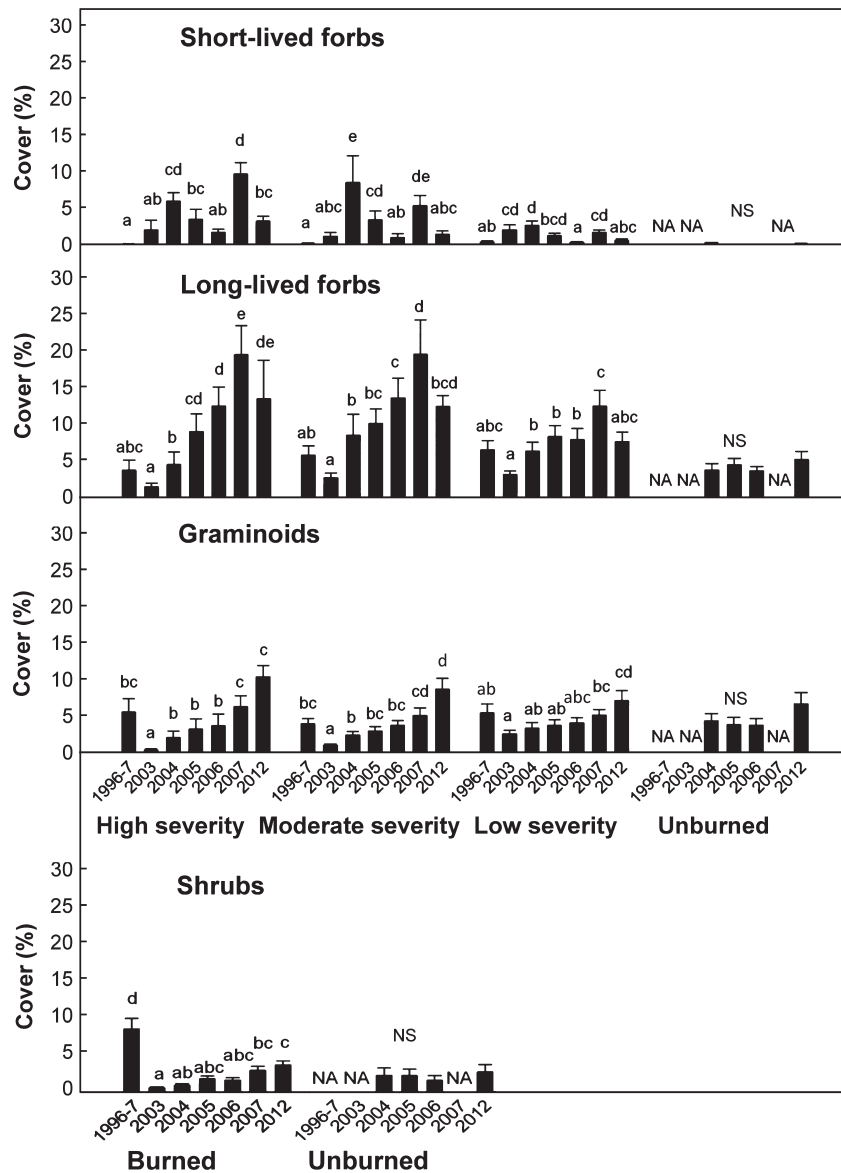 Short-lived forbs
Cover (%)
30
25
20
15
10
5
0
a ab cd bc ab d bc
a abc e cd ab de abc
ab cd d bcd a cd abc
NA NA NS NA
Long-lived forbs
Cover (%)
30
25
20
15
10
5
0
abc a b cd d e de
ab a b bc c d bcd
abc a b b b c abc
NA NA NS NA
Graminoids
Cover (%)
30
25
20
15
10
5
0
bc a b b b c c
bc a b bc bc cd d
ab a ab ab abc bc cd
NA NA NS NA
1996-7 2003 2004 2005 2006 2007 2012
1996-7 2003 2004 2005 2006 2007 2012
1996-7 2003 2004 2005 2006 2007 2012
1996-7 2003 2004 2005 2006 2007 2012
High severity Moderate severity Low severity Unburned
Shrubs
Cover (%)
30
25
20
15
10
5
0
d a ab abc abc bc c
NA NA NS NA
1996-7 2003 2004 2005 2006 2007 2012
1996-7 2003 2004 2005 2006 2007 2012
Burned Unburned